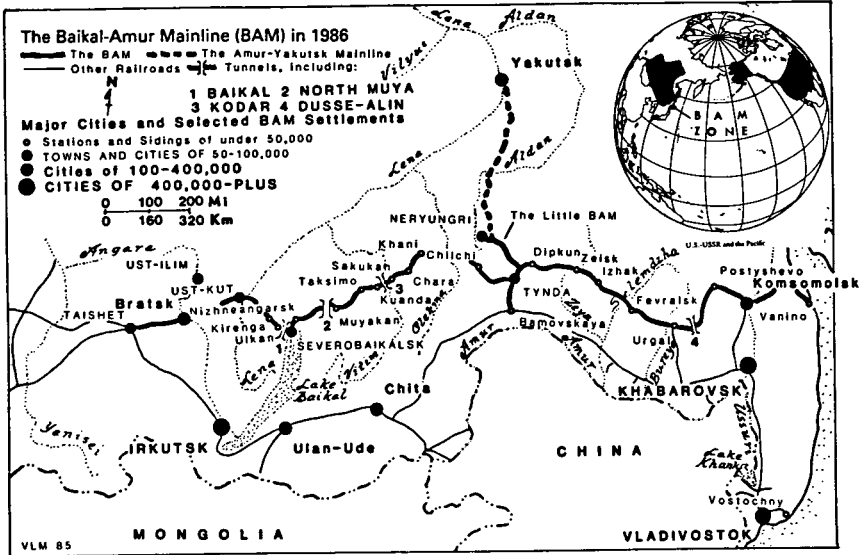 The Baikal-Amur Mainline (BAM) in 1986
The BAM The Amur-Yakutsk Mainline
Other Railroads Tunnels, including:
N
1 BAIKAL 2 NORTH MUYA
3 KODAR 4 DUSSE-ALIN
Major Cities and Selected BAM Settlements
Stations and Sidings of under 50,000
TOWNS AND CITIES OF 50-100,000
Cities of 100-400,000
CITIES OF 400,000-PLUS
0 100 200 Mi
0 160 320 Km
Lena
Aldan
Vilyui
Yakutsk
Lena
Aldan
BAM
ZONE
U.S.-USSR and the Pacific
NERYUNGRI
The Little BAM
Angara
UST-ILIM
Khani
Chilchi
Dipkun
Zeisk
Selemdzha
UST-KUT
Sakukan
Izhak
Postyshevo
Taksimo
3
Chara
Bratsk
Nizhneangarsk
Kuanda
Komsomolsk
TAISHET
Kirenga
2
Muyakan
Olekma
TYNDA
Zeya
Fevralsk
Vanino
Ulkan
1
SEVEROBAIKALSK
Bamovskaya
Urgal
4
Amur
Amur
Lena
Vitim
Bureya
Lake
Baikal
Chita
KHABAROVSK
Yenisei
IRKUTSK
Ulan-Ude
CHINA
Ussuri
Lake
Khanka
Vostochny
MONGOLIA
VLADIVOSTOK
VLM 85